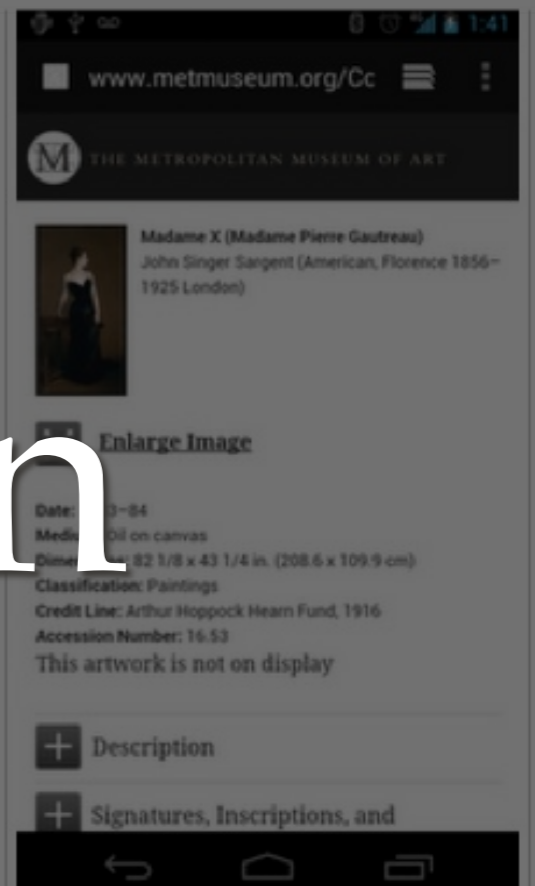 1:41
www.metmuseum.org/Cc
M THE METROPOLITAN MUSEUM OF ART
Madame X (Madame Pierre Gautreau)
John Singer Sargent (American, Florence 1856–
1925 London)
Enlarge Image
n
Date: 3–84
Oil on canvas
82 1/8 x 43 1/4 in. (208.6 x 109.9 cm)
Classification: Paintings
Credit Line: Arthur Hoppock Hearn Fund, 1916
Accession Number: 16.53
This artwork is not on display
Description
Signatures, Inscriptions, and